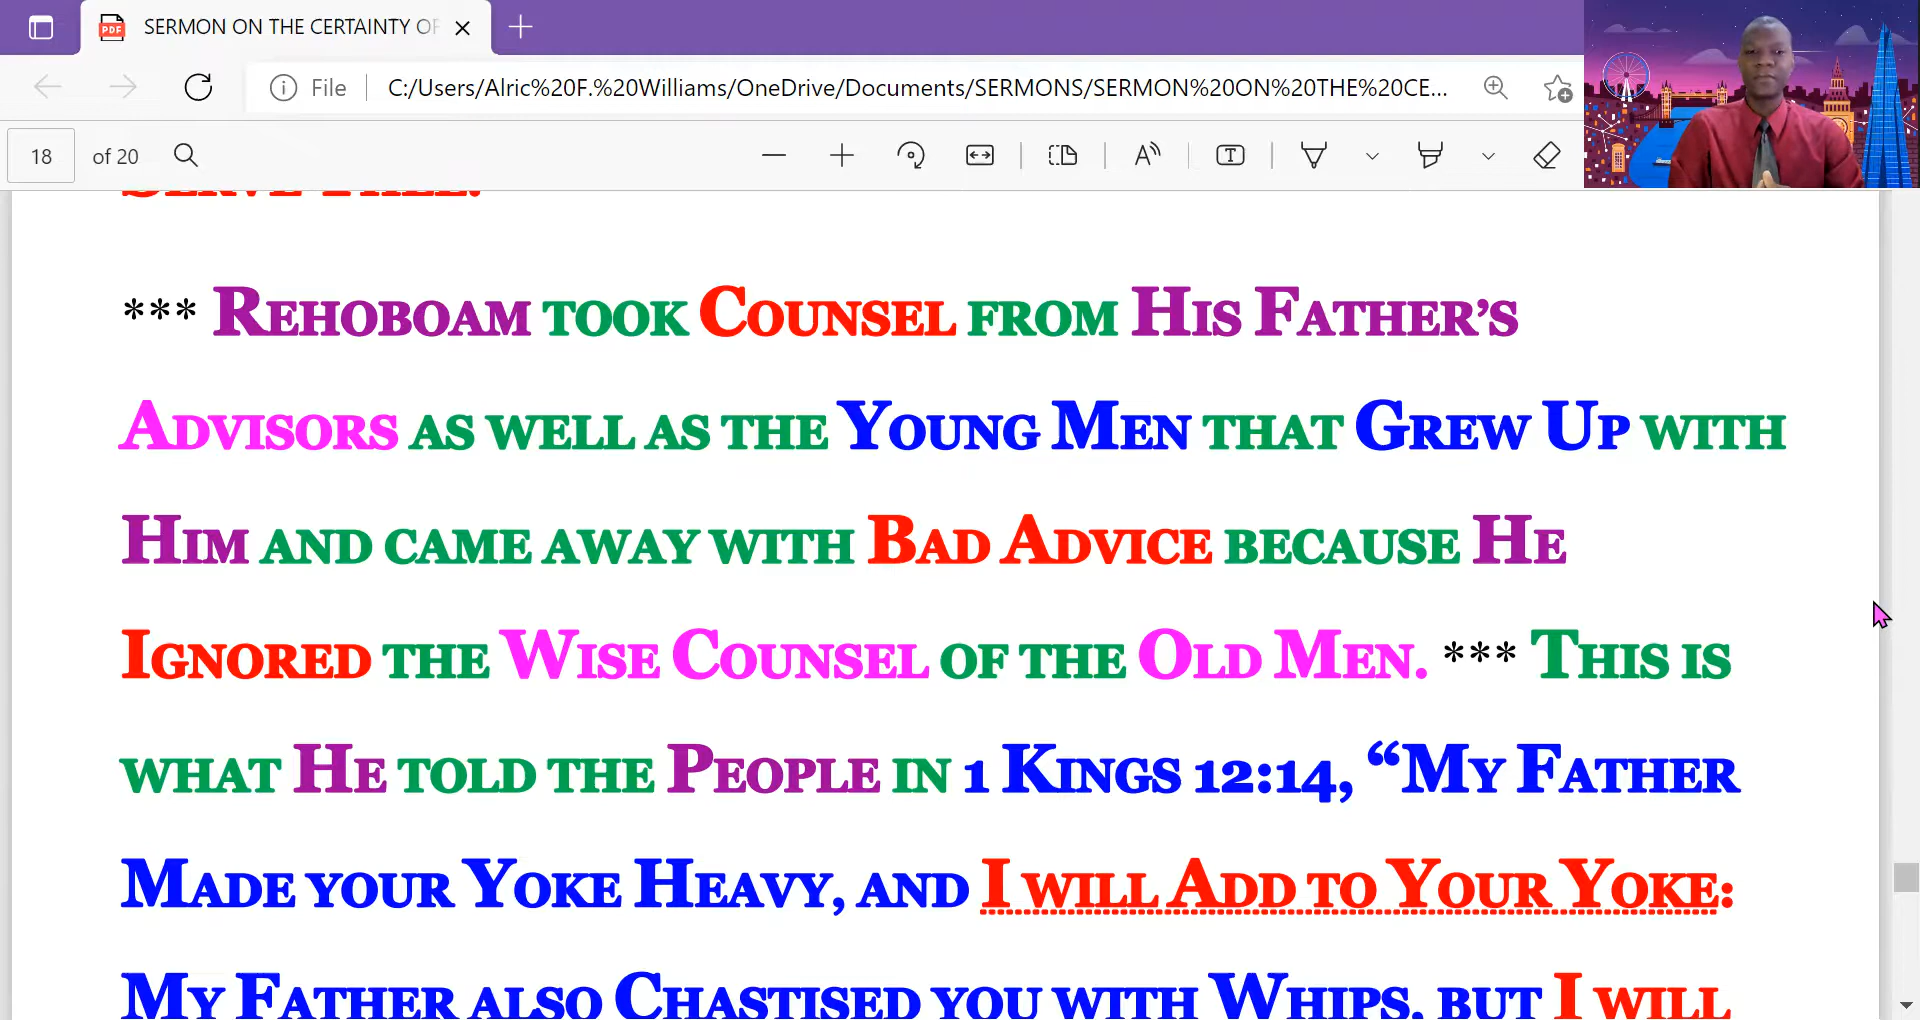 SERMON ON THE CERTAINTY OF
File C:/Users/Alric%20F.%20Williams/OneDrive/Documents/SERMONS/SERMON%20ON%20THE%20CE...
18 of 20
SERVE THEE.
*** REHOBOAM TOOK COUNSEL FROM HIS FATHER’S
ADVISORS AS WELL AS THE YOUNG MEN THAT GREW UP WITH
HIM AND CAME AWAY WITH BAD ADVICE BECAUSE HE
IGNORED THE WISE COUNSEL OF THE OLD MEN. *** THIS IS
WHAT HE TOLD THE PEOPLE IN 1 KINGS 12:14, “MY FATHER
MADE YOUR YOKE HEAVY, AND I WILL ADD TO YOUR YOKE:
MY FATHER ALSO CHASTISED YOU WITH WHIPS, BUT I WILL